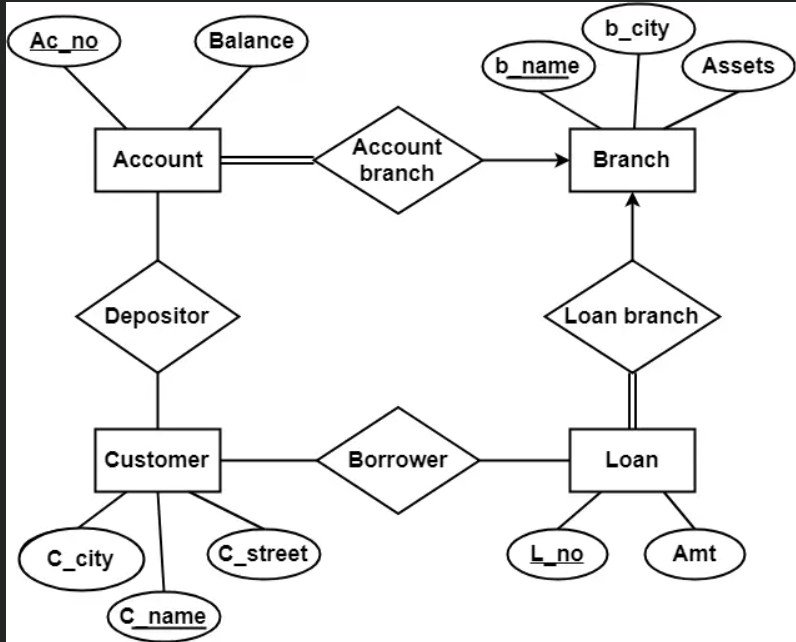 Ac_no
Balance
b_name
b_city
Assets
Account
Account
branch
Branch
Depositor
Loan branch
Customer
Borrower
Loan
C_city
C_name
C_street
L_no
Amt